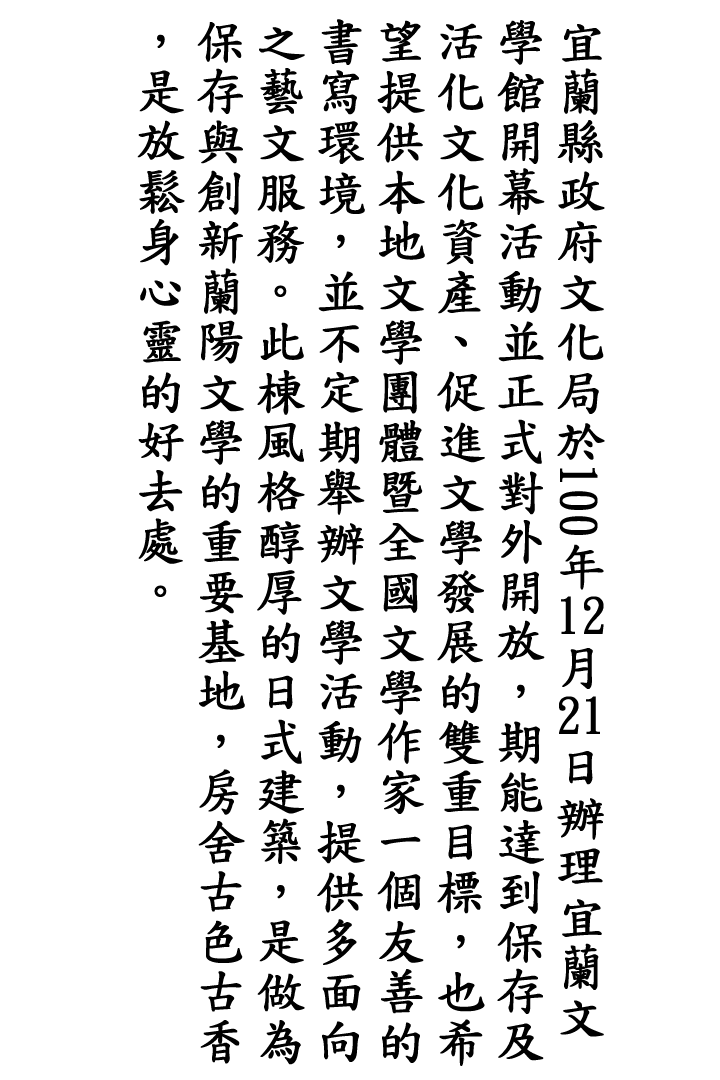 宜蘭縣政府文化局於100年12月21日辦理宜蘭文
學館開幕活動並正式對外開放，期能達到保存及
活化文化資產、促進文學發展的雙重目標，也希
望提供本地文學團體暨全國文學作家一個友善的
書寫環境，並不定期舉辦文學活動，提供多面向
之藝文服務。此棟風格醇厚的日式建築，是做為
保存與創新蘭陽文學的重要基地，房舍古色古香
，是放鬆身心靈的好去處。